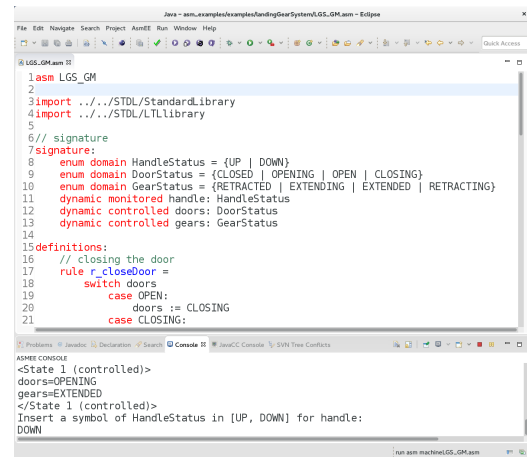 Java – asm_examples/examples/landingGearSystem/LGS_GM.asm – Eclipse
File Edit Navigate Search Project AsmEE Run Window Help
Quick Access
LGS_GM.asm
1 asm LGS_GM
2
3 import ../../STDL/StandardLibrary
4 import ../../STDL/LTLlibrary
5
6 // signature
7 signature:
8 enum domain HandleStatus = {UP | DOWN}
9 enum domain DoorStatus = {CLOSED | OPENING | OPEN | CLOSING}
10 enum domain GearStatus = {RETRACTED | EXTENDING | EXTENDED | RETRACTING}
11 dynamic monitored handle: HandleStatus
12 dynamic controlled doors: DoorStatus
13 dynamic controlled gears: GearStatus
14
15 definitions:
16 // closing the door
17 rule r_closeDoor =
18 switch doors
19 case OPEN:
20 doors := CLOSING
21 case CLOSING:
Problems Javadoc Declaration Search Console JavaCC Console SVN Tree Conflicts
ASMEE CONSOLE
<State 1 (controlled)>
doors=OPENING
gears=EXTENDED
</State 1 (controlled)>
Insert a symbol of HandleStatus in [UP, DOWN] for handle:
DOWN
run asm machineLGS_GM.asm